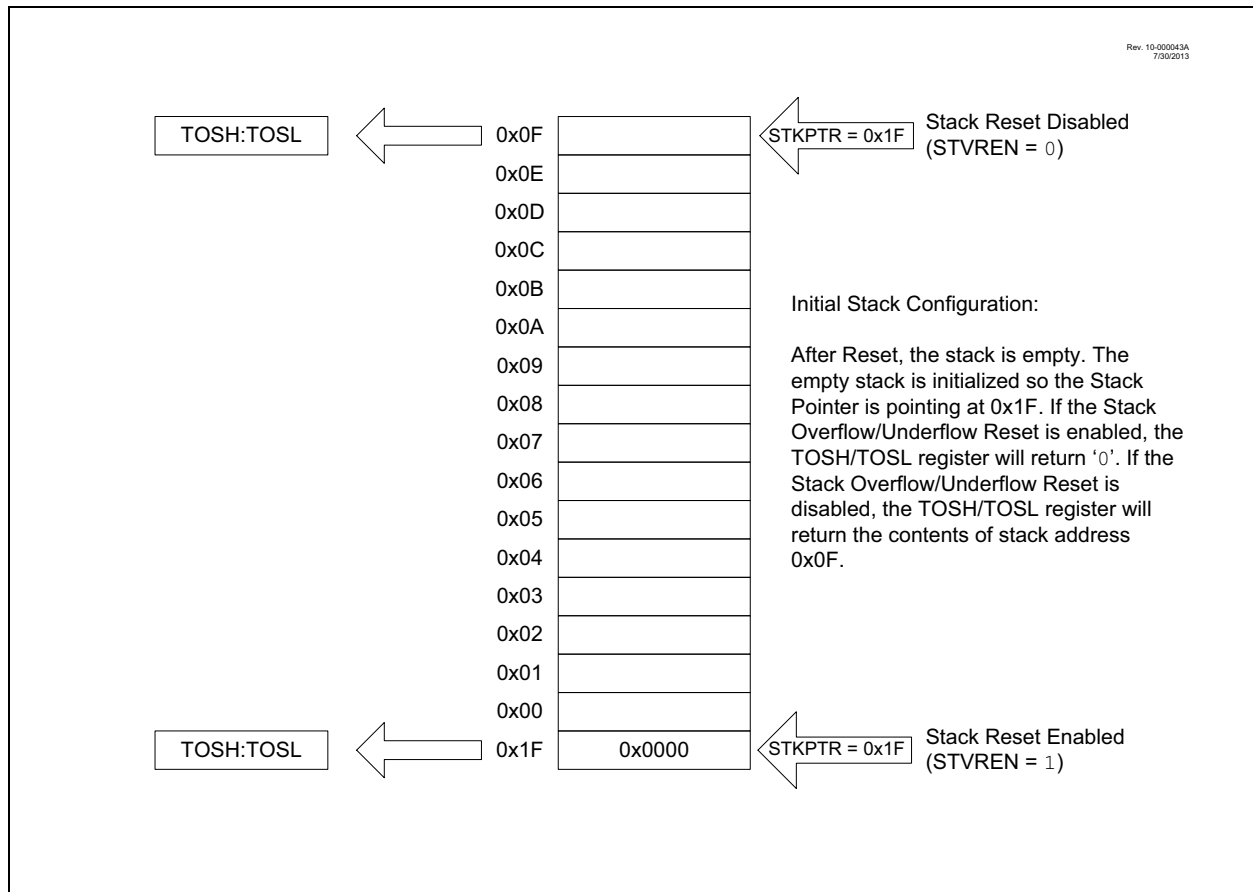 Rev. 10-000043A
7/30/2013
TOSH:TOSL
0x0F
STKPTR = 0x1F
Stack Reset Disabled
(STVREN = 0)
0x0E
0x0D
0x0C
0x0B
0x0A
0x09
0x08
0x07
0x06
0x05
0x04
0x03
0x02
0x01
0x00
Initial Stack Configuration:
After Reset, the stack is empty. The
empty stack is initialized so the Stack
Pointer is pointing at 0x1F. If the Stack
Overflow/Underflow Reset is enabled, the
TOSH/TOSL register will return ‘0’. If the
Stack Overflow/Underflow Reset is
disabled, the TOSH/TOSL register will
return the contents of stack address
0x0F.
TOSH:TOSL
0x1F
0x0000
STKPTR = 0x1F
Stack Reset Enabled
(STVREN = 1)